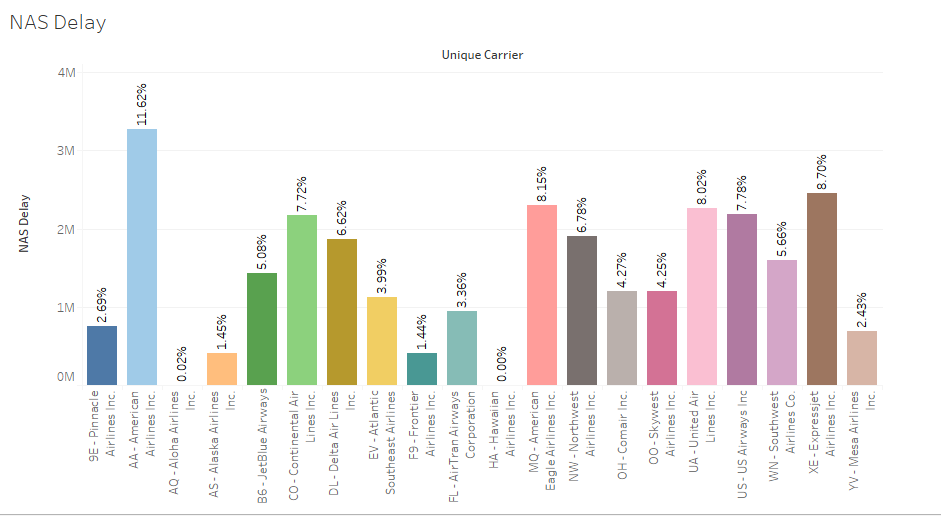 NAS Delay
Unique Carrier
NAS Delay
4M
3M
2M
1M
0M
2.69%
11.62%
0.02%
1.45%
5.08%
7.72%
6.62%
3.99%
1.44%
3.36%
0.00%
8.15%
6.78%
4.27%
4.25%
8.02%
7.78%
5.66%
8.70%
2.43%
9E - Pinnacle
Airlines Inc.
AA - American
Airlines Inc.
AQ - Aloha Airlines
Inc.
AS - Alaska Airlines
Inc.
B6 - JetBlue Airways
CO - Continental Air
Lines Inc.
DL - Delta Air Lines
Inc.
EV - Atlantic
Southeast Airlines
F9 - Frontier
Airlines Inc.
FL - AirTran Airways
Corporation
HA - Hawaiian
Airlines Inc.
MQ - American
Eagle Airlines Inc.
NW - Northwest
Airlines Inc.
OH - Comair Inc.
OO - Skywest
Airlines Inc.
UA - United Air
Lines Inc.
US - US Airways Inc
WN - Southwest
Airlines Co.
XE - Expressjet
Airlines Inc.
YV - Mesa Airlines
Inc.